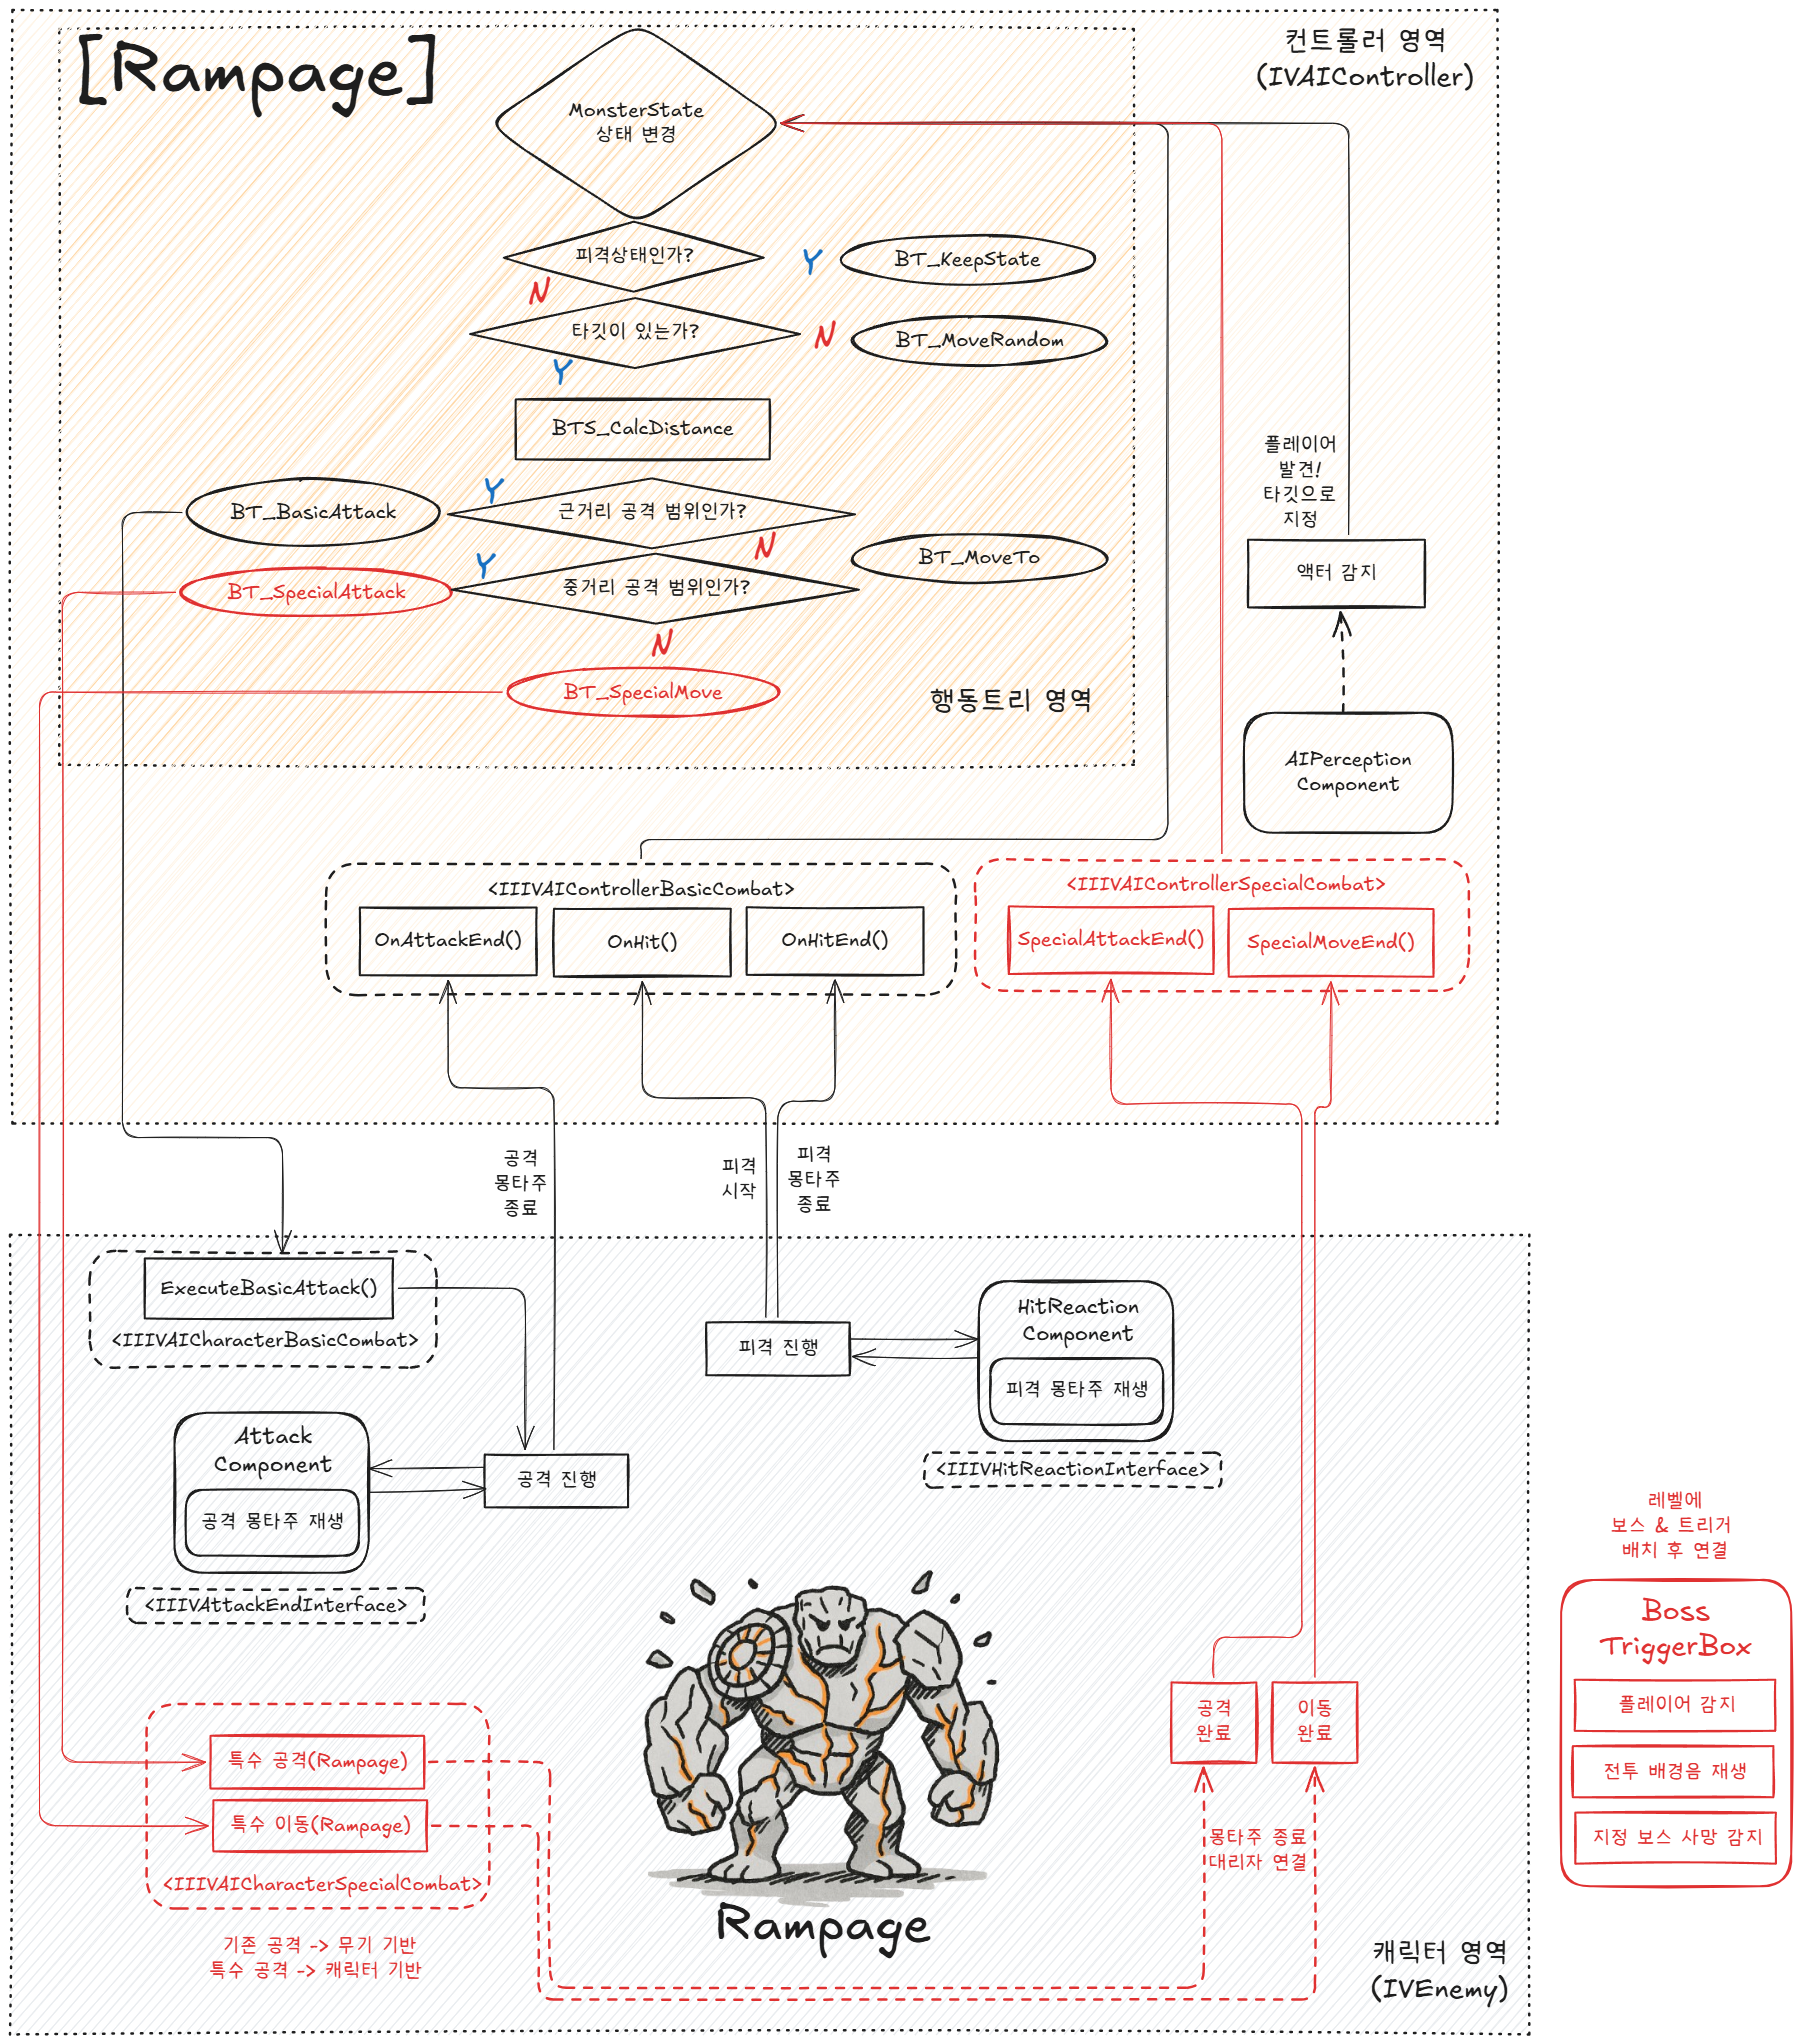 [Rampage]
컨트롤러 영역
(IVAIController)
MonsterState
상태 변경
피격상태인가?
Y
BT_KeepState
N
타깃이 있는가?
N
BT_MoveRandom
Y
BTS_CalcDistance
플레이어
발견!
타깃으로
지정
BT_BasicAttack
Y
근거리 공격 범위인가?
N
BT_MoveTo
액터 감지
BT_SpecialAttack
Y
중거리 공격 범위인가?
N
BT_SpecialMove
행동트리 영역
AIPerception
Component
<IIIVAIControllerBasicCombat>
OnAttackEnd()
OnHit()
OnHitEnd()
<IIIVAIControllerSpecialCombat>
SpecialAttackEnd()
SpecialMoveEnd()
공격
몽타주
종료
피격
시작
피격
몽타주
종료
ExecuteBasicAttack()
<IIIVAICharacterBasicCombat>
피격 진행
HitReaction
Component
피격 몽타주 재생
<IIIVHitReactionInterface>
Attack
Component
공격 몽타주 재생
공격 진행
<IIIVAttackEndInterface>
레벨에
보스 & 트리거
배치 후 연결
Boss
TriggerBox
플레이어 감지
전투 배경음 재생
지정 보스 사망 감지
특수 공격(Rampage)
특수 이동(Rampage)
<IIIVAICharacterSpecialCombat>
기존 공격 -> 무기 기반
특수 공격 -> 캐릭터 기반
Rampage
공격
완료
이동
완료
몽타주 종료
대리자 연결
캐릭터 영역
(IVEnemy)